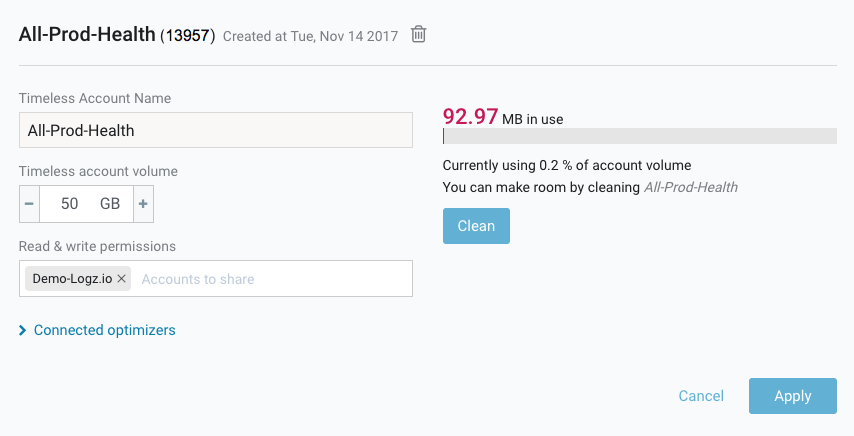 All-Prod-Health (13957) Created at Tue, Nov 14 2017
Timeless Account Name
All-Prod-Health
Timeless account volume
− 50 GB +
Read & write permissions
Demo-Logz.io × Accounts to share
Connected optimizers
92.97 MB in use
Currently using 0.2 % of account volume
You can make room by cleaning All-Prod-Health
Clean
Cancel Apply